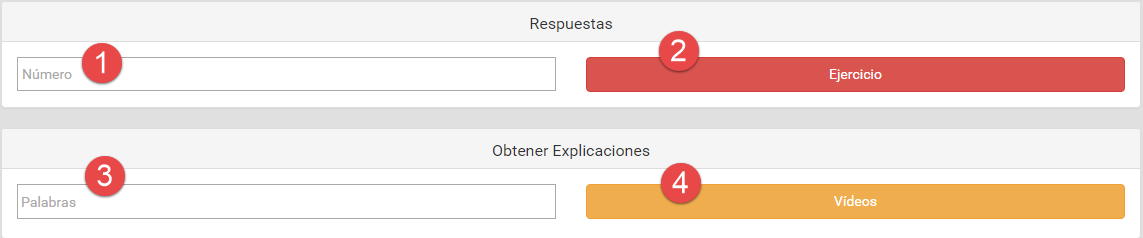 Respuestas
1
2
Número
Ejercicio
Obtener Explicaciones
3
4
Palabras
Vídeos